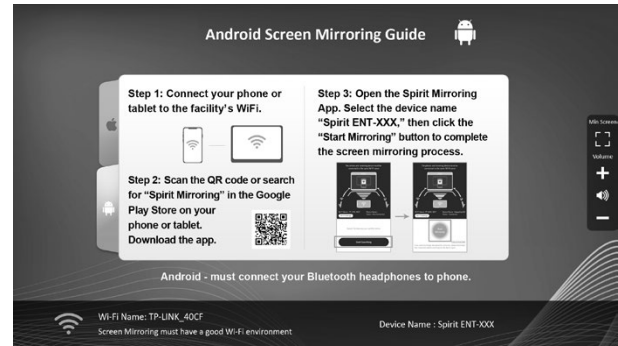 Android Screen Mirroring Guide
Step 1: Connect your phone or
tablet to the facility's WiFi.
Step 2: Scan the QR code or search
for “Spirit Mirroring” in the Google
Play Store on your
phone or tablet.
Download the app.
Step 3: Open the Spirit Mirroring
App. Select the device name
“Spirit ENT-XXX,” then click the
“Start Mirroring” button to complete
the screen mirroring process.
Min Screen
Volume
Android - must connect your Bluetooth headphones to phone.
Wi-Fi Name: TP-LINK_40CF
Screen Mirroring must have a good Wi-Fi environment
Device Name : Spirit ENT-XXX